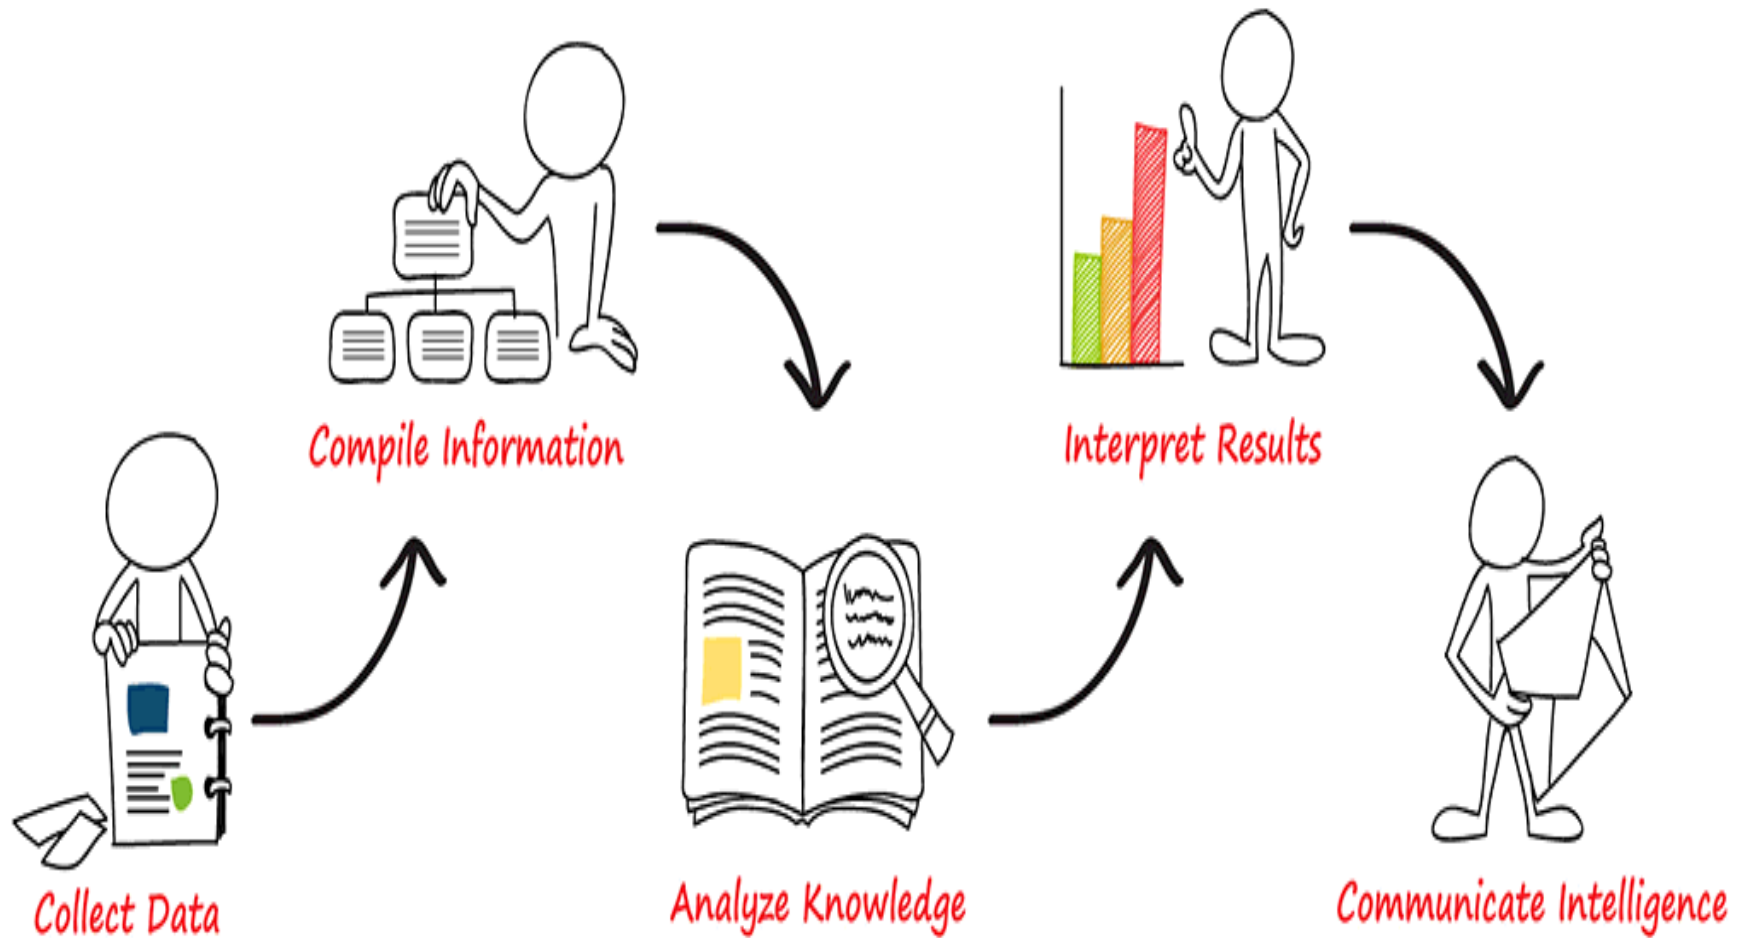 Collect Data
Compile Information
Analyze Knowledge
Interpret Results
Communicate Intelligence